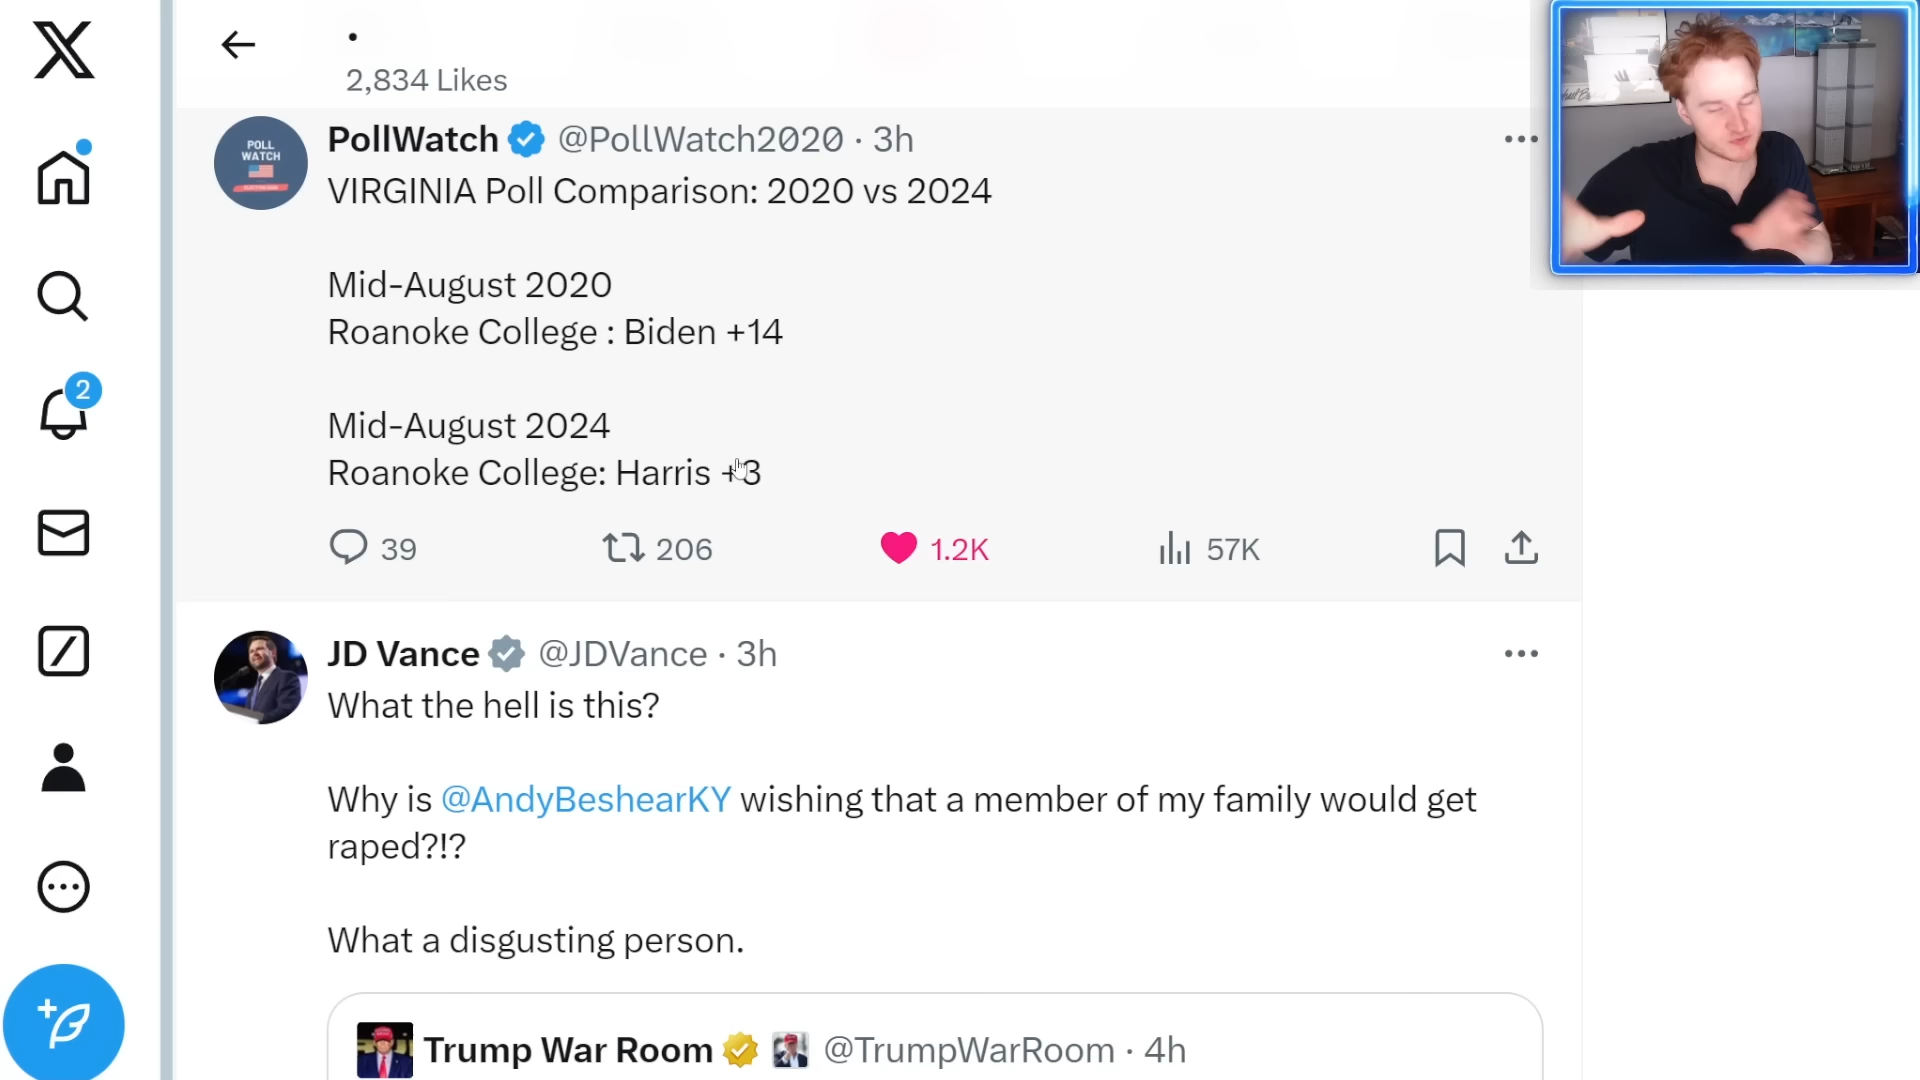 2,834 Likes
POLL
WATCH
PollWatch @PollWatch2020 · 3h
VIRGINIA Poll Comparison: 2020 vs 2024
Mid-August 2020
Roanoke College : Biden +14
Mid-August 2024
Roanoke College: Harris +3
39 206 1.2K 57K
2
JD Vance @JDVance · 3h
What the hell is this?
Why is @AndyBeshearKY wishing that a member of my family would get
raped?!?
What a disgusting person.
Trump War Room @TrumpWarRoom · 4h